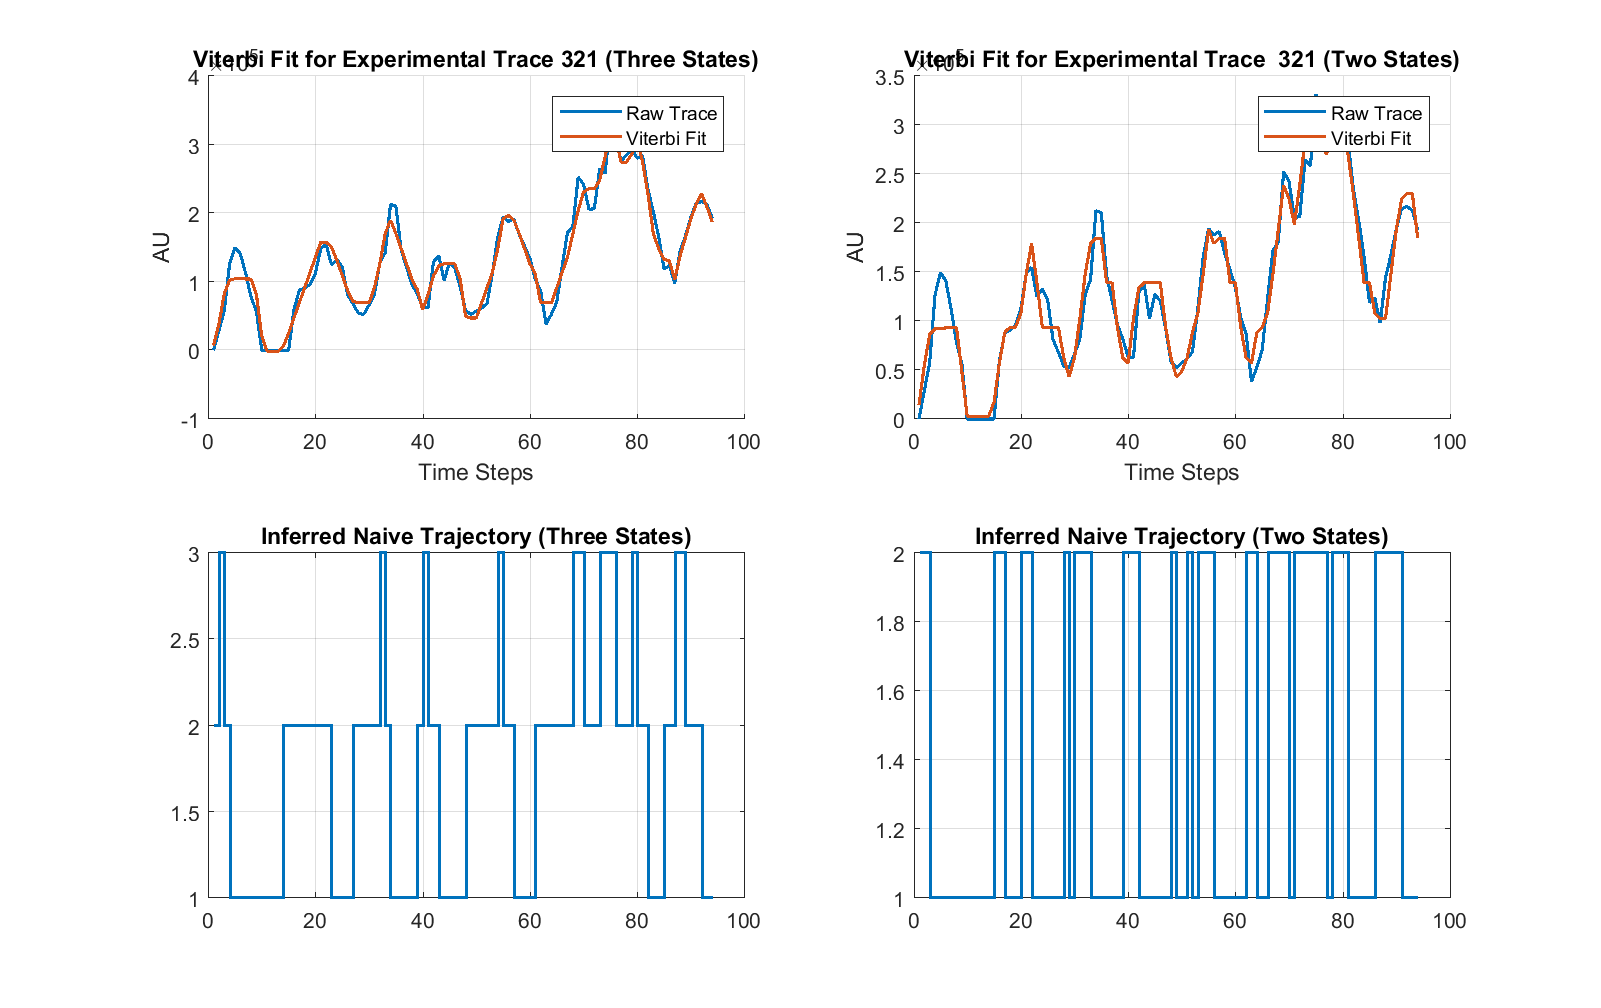 Viterbi Fit for Experimental Trace 321 (Three States)
×10^5
4
3
2
1
0
-1
AU
Raw Trace
Viterbi Fit
0 20 40 60 80 100
Time Steps
Viterbi Fit for Experimental Trace  321 (Two States)
×10^5
3.5
3
2.5
2
1.5
1
0.5
0
AU
Raw Trace
Viterbi Fit
0 20 40 60 80 100
Time Steps
Inferred Naive Trajectory (Three States)
3
2.5
2
1.5
1
0 20 40 60 80 100
Inferred Naive Trajectory (Two States)
2
1.8
1.6
1.4
1.2
1
0 20 40 60 80 100